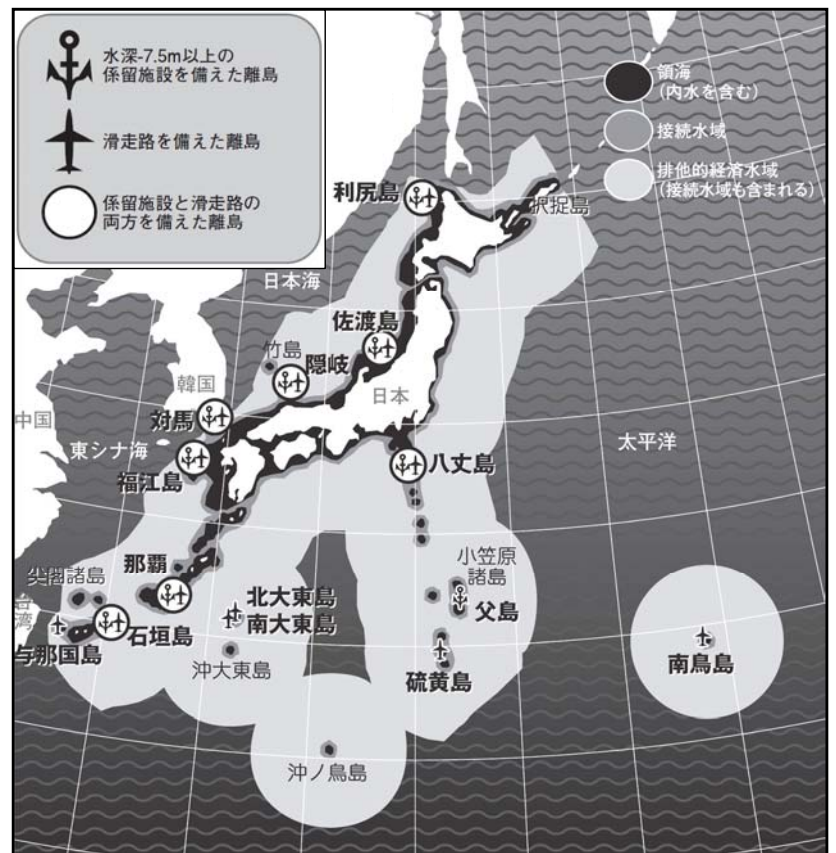 水深-7.5m以上の
係留施設を備えた離島
滑走路を備えた離島
係留施設と滑走路の
両方を備えた離島
領海
(内水を含む)
接続水域
排他的経済水域
(接続水域も含まれる)
利尻島
択捉島
日本海
佐渡島
竹島
隠岐
韓国
日本
中国
対馬
東シナ海
太平洋
福江島
八丈島
那覇
小笠原
諸島
尖閣諸島
北大東島
南大東島
父島
台
湾
石垣島
与那国島
沖大東島
硫黄島
南鳥島
沖ノ鳥島